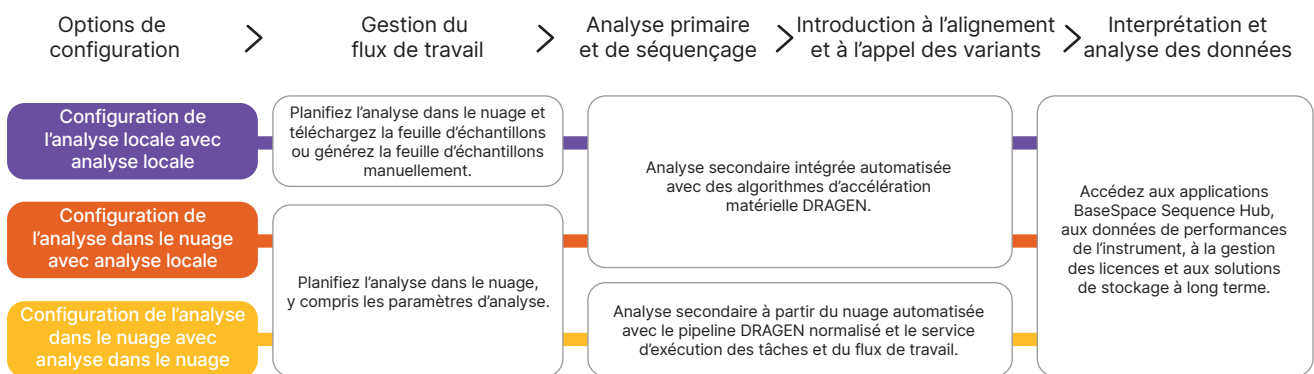 Options de
configuration
Gestion du
flux de travail
Analyse primaire
et de séquençage
Introduction à l’alignement
et à l’appel des variants
Interprétation et
analyse des données
Configuration de
l’analyse locale avec
analyse locale
Planifiez l’analyse dans le nuage et
téléchargez la feuille d’échantillons
ou générez la feuille d’échantillons
manuellement.
Analyse secondaire intégrée automatisée
avec des algorithmes d’accélération
matérielle DRAGEN.
Accédez aux applications
BaseSpace Sequence Hub,
aux données de performances
de l’instrument, à la gestion
des licences et aux solutions
de stockage à long terme.
Configuration de
l’analyse dans le nuage
avec analyse locale
Planifiez l’analyse dans le nuage,
y compris les paramètres d’analyse.
Configuration de l’analyse
dans le nuage avec
analyse dans le nuage
Analyse secondaire à partir du nuage automatisée
avec le pipeline DRAGEN normalisé et le service
d’exécution des tâches et du flux de travail.